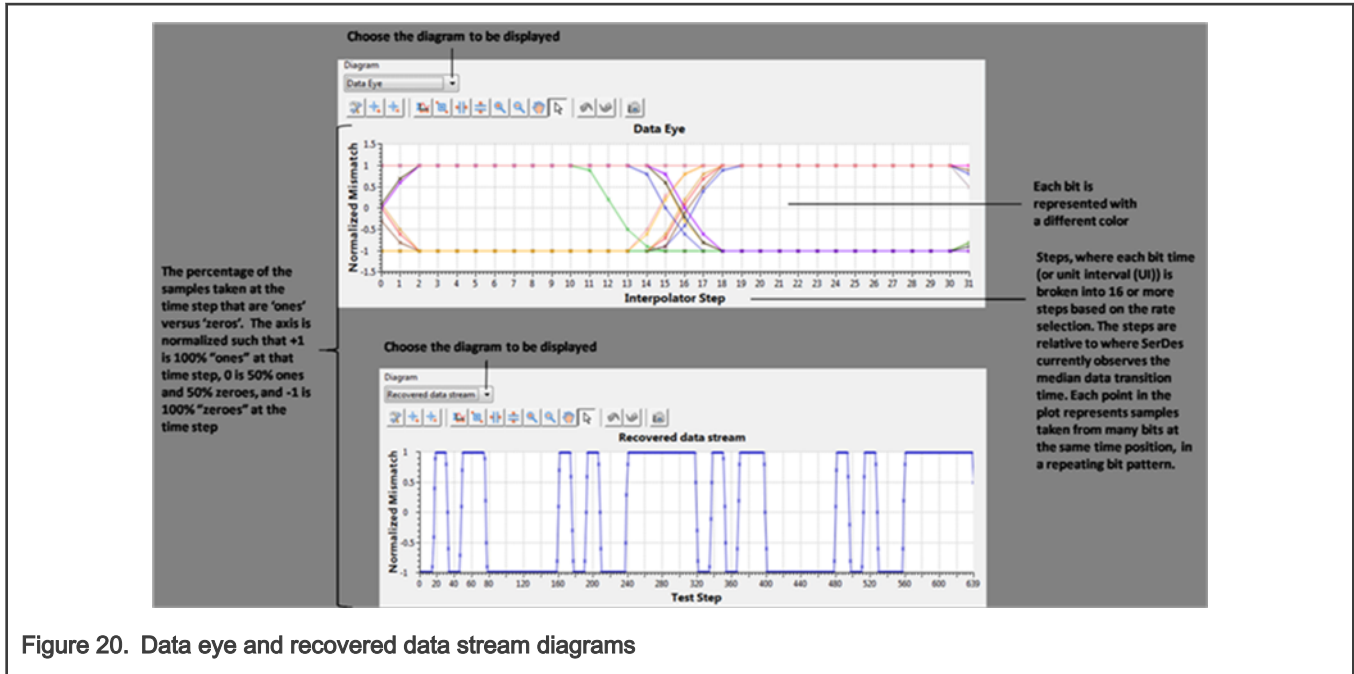 Choose the diagram to be displayed
Diagram
Data Eye
Data Eye
Normalized Mismatch
1.5
1
0.5
0
-0.5
-1
-1.5
0 1 2 3 4 5 6 7 8 9 10 11 12 13 14 15 16 17 18 19 20 21 22 23 24 25 26 27 28 29 30 31
Interpolator Step
Each bit is
represented with
a different color
Steps, where each bit time
(or unit interval (UI)) is
broken into 16 or more
steps based on the rate
selection. The steps are
relative to where SerDes
currently observes the
median data transition
time. Each point in the
plot represents samples
taken from many bits at
the same time position, in
a repeating bit pattern.
The percentage of the
samples taken at the
time step that are 'ones'
versus 'zeros'. The axis is
normalized such that +1
is 100% "ones" at that
time step, 0 is 50% ones
and 50% zeroes, and -1 is
100% "zeroes" at the
time step
Choose the diagram to be displayed
Diagram
Recovered data stream
Recovered data stream
Normalized Mismatch
1
0.5
0
-0.5
-1
0 20 40 60 80 120 160 200 240 280 320 360 400 440 480 520 560 600 639
Test Step
Figure 20. Data eye and recovered data stream diagrams